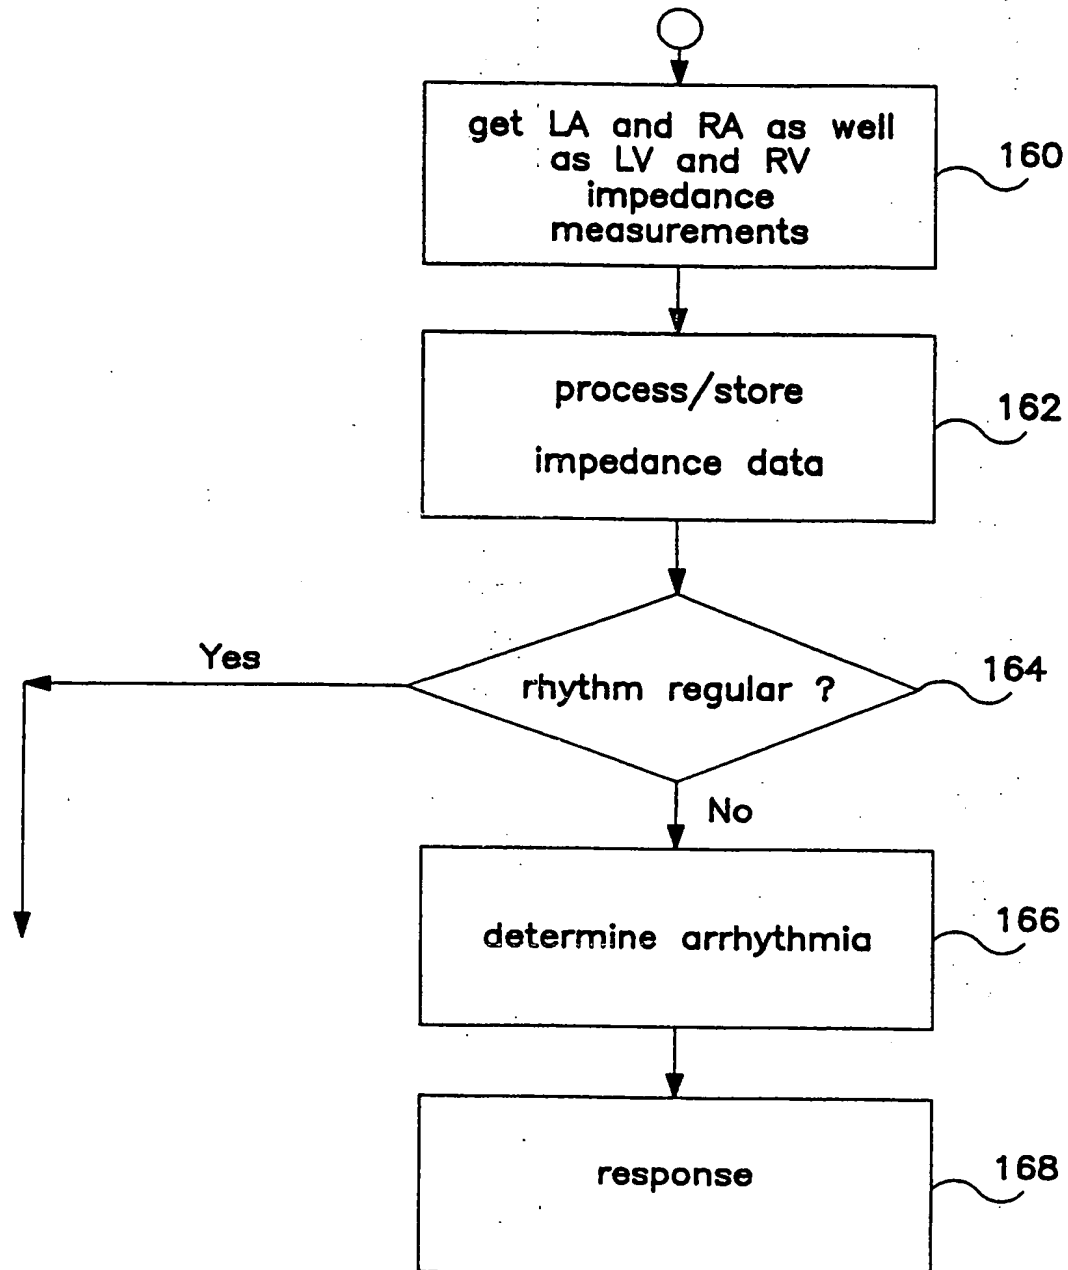 get LA and RA as well
as LV and RV
impedance
measurements
160
process/store
impedance data
162
Yes
rhythm regular ?
164
No
determine arrhythmia
166
response
168